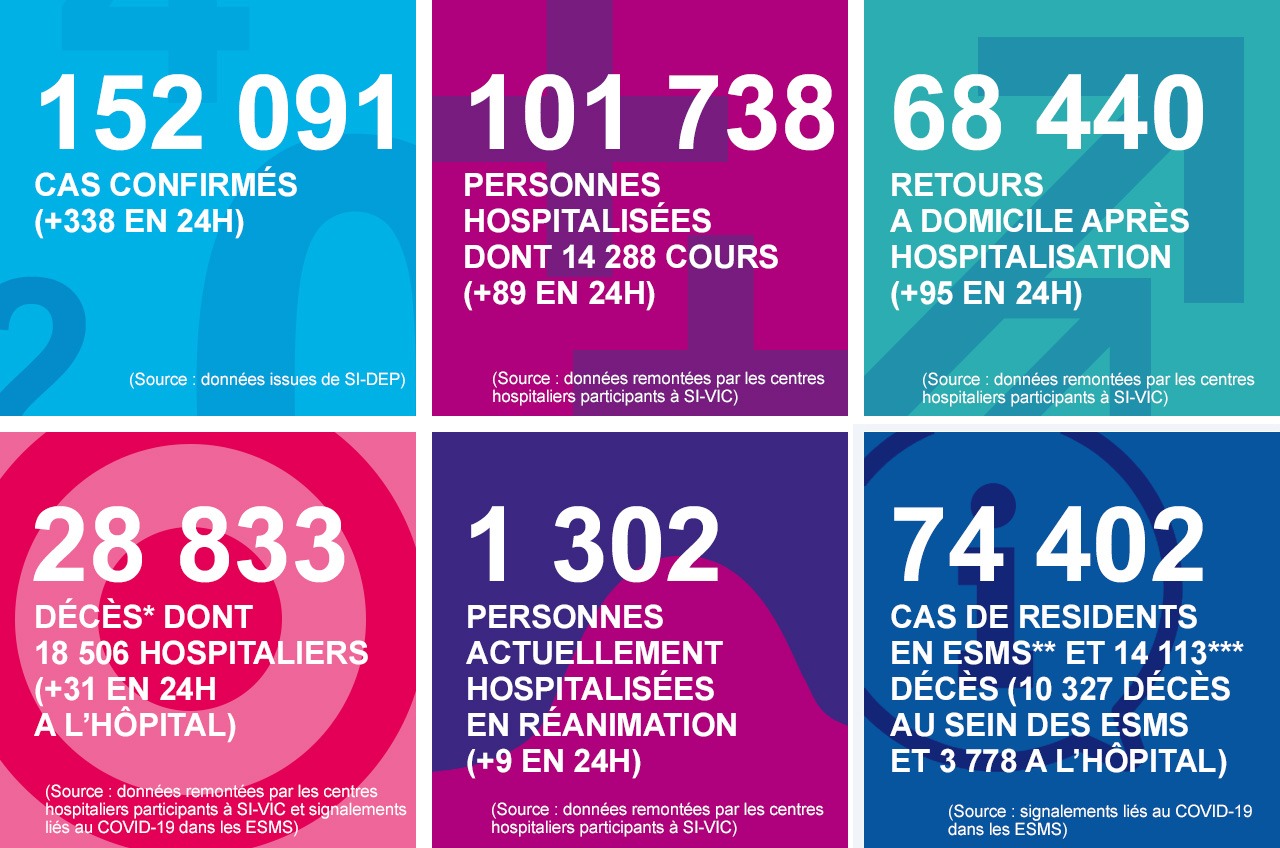 152 091
CAS CONFIRMÉS
(+338 EN 24H)
(Source : données issues de SI-DEP)
101 738
PERSONNES
HOSPITALISÉES
DONT 14 288 COURS
(+89 EN 24H)
(Source : données remontées par les centres
hospitaliers participants à SI-VIC)
68 440
RETOURS
A DOMICILE APRÈS
HOSPITALISATION
(+95 EN 24H)
(Source : données remontées par les centres
hospitaliers participants à SI-VIC)
28 833
DÉCÈS* DONT
18 506 HOSPITALIERS
(+31 EN 24H
A L’HÔPITAL)
(Source : données remontées par les centres
hospitaliers participants à SI-VIC et signalements
liés au COVID-19 dans les ESMS)
1 302
PERSONNES
ACTUELLEMENT
HOSPITALISÉES
EN RÉANIMATION
(+9 EN 24H)
(Source : données remontées par les centres
hospitaliers participants à SI-VIC)
74 402
CAS DE RESIDENTS
EN ESMS** ET 14 113***
DÉCÈS (10 327 DÉCÈS
AU SEIN DES ESMS
ET 3 778 A L’HÔPITAL)
(Source : signalements liés au COVID-19
dans les ESMS)